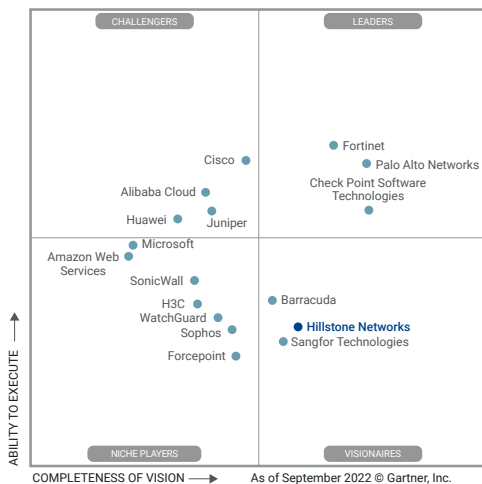 CHALLENGERS
LEADERS
Fortinet
Cisco
Palo Alto Networks
Check Point Software
Technologies
Alibaba Cloud
Huawei
Juniper
Microsoft
Amazon Web
Services
SonicWall
H3C
Barracuda
WatchGuard
Hillstone Networks
Sophos
Sangfor Technologies
Forcepoint
ABILITY TO EXECUTE
NICHE PLAYERS
VISIONAIRES
COMPLETENESS OF VISION
As of September 2022 © Gartner, Inc.